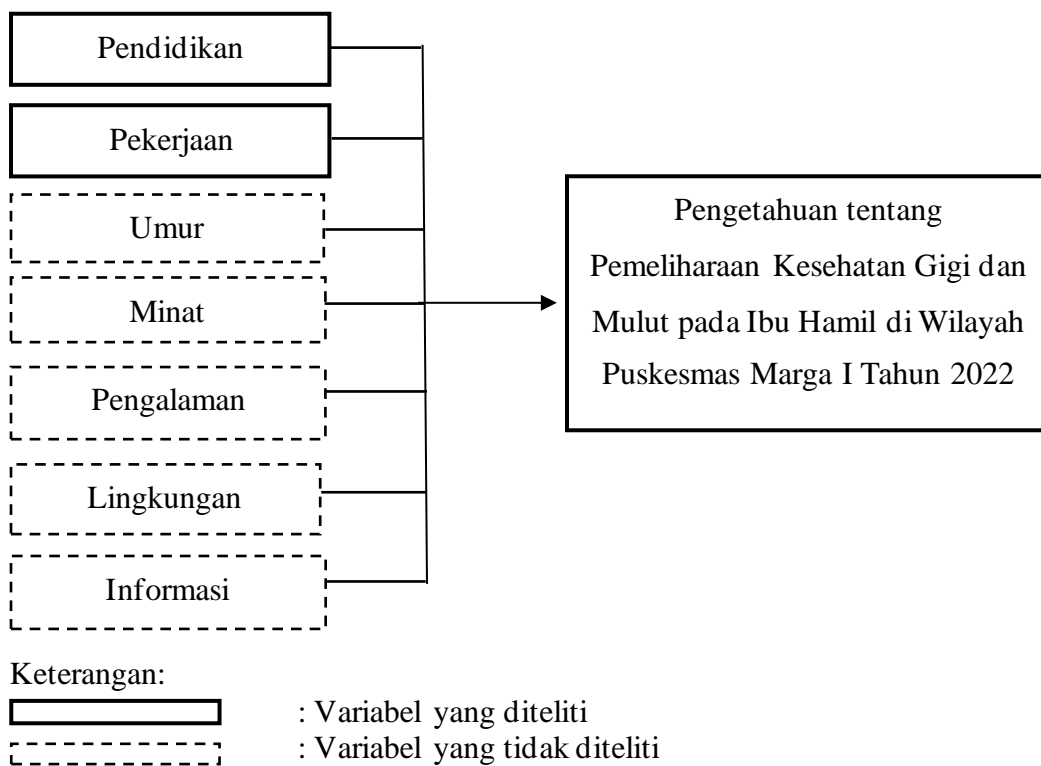 Pendidikan
Pekerjaan
Umur
Minat
Pengalaman
Lingkungan
Informasi
Pengetahuan tentang
Pemeliharaan Kesehatan Gigi dan
Mulut pada Ibu Hamil di Wilayah
Puskesmas Marga I Tahun 2022
Keterangan:
: Variabel yang diteliti
: Variabel yang tidak diteliti